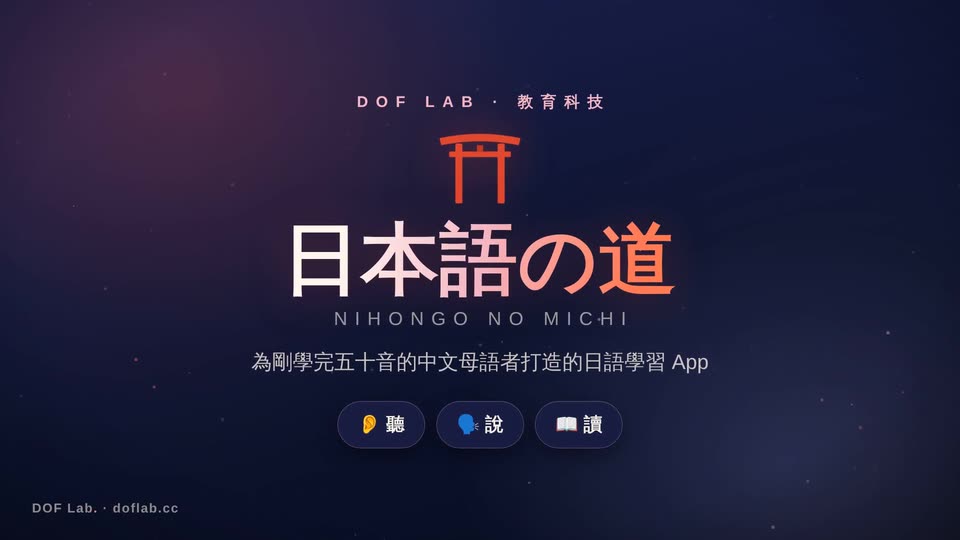 DOF LAB · 教育科技
日本語の道
NIHONGO NO MICHI
為剛學完五十音的中文母語者打造的日語學習 App
聽
說
讀
DOF Lab. · doflab.cc